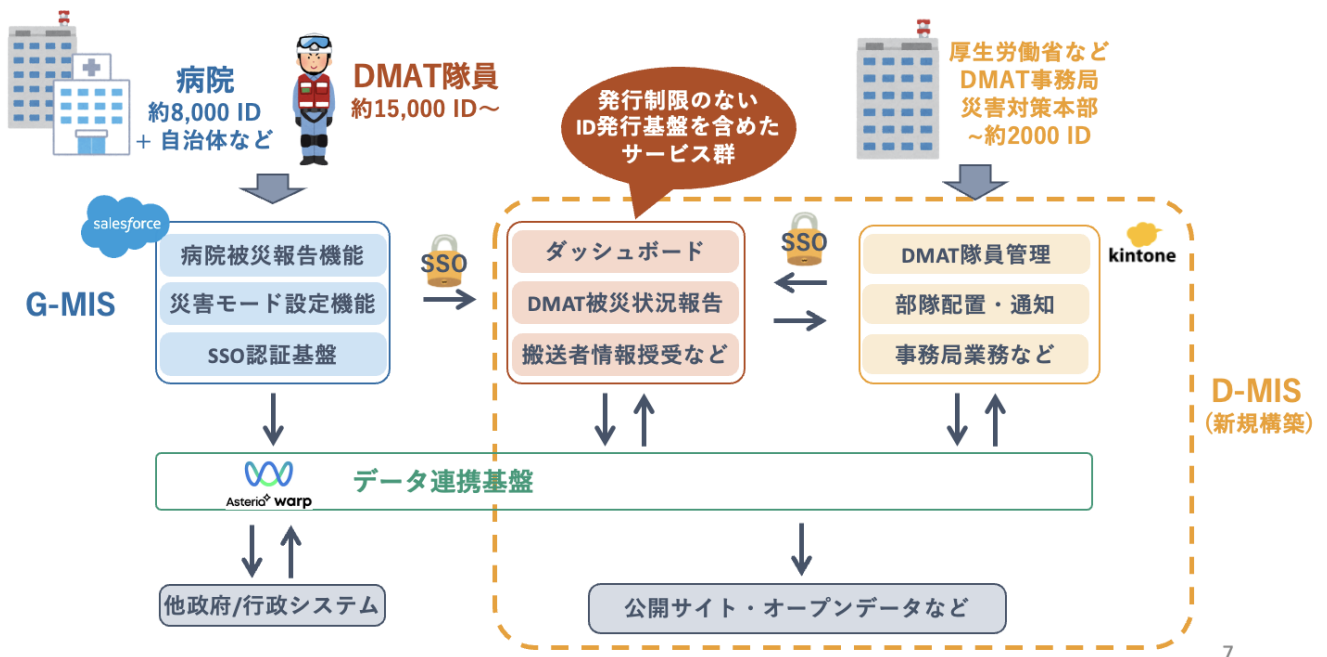 病院
約8,000 ID
+ 自治体など
DMAT隊員
約15,000 ID〜
発行制限のない
ID発行基盤を含めた
サービス群
厚生労働省など
DMAT事務局
災害対策本部
~約2000 ID
salesforce
G-MIS
病院被災報告機能
災害モード設定機能
SSO認証基盤
SSO
ダッシュボード
DMAT被災状況報告
搬送者情報授受など
SSO
DMAT隊員管理
部隊配置・通知
事務局業務など
kintone
D-MIS
(新規構築)
Asteria warp
データ連携基盤
他政府/行政システム
公開サイト・オープンデータなど
7